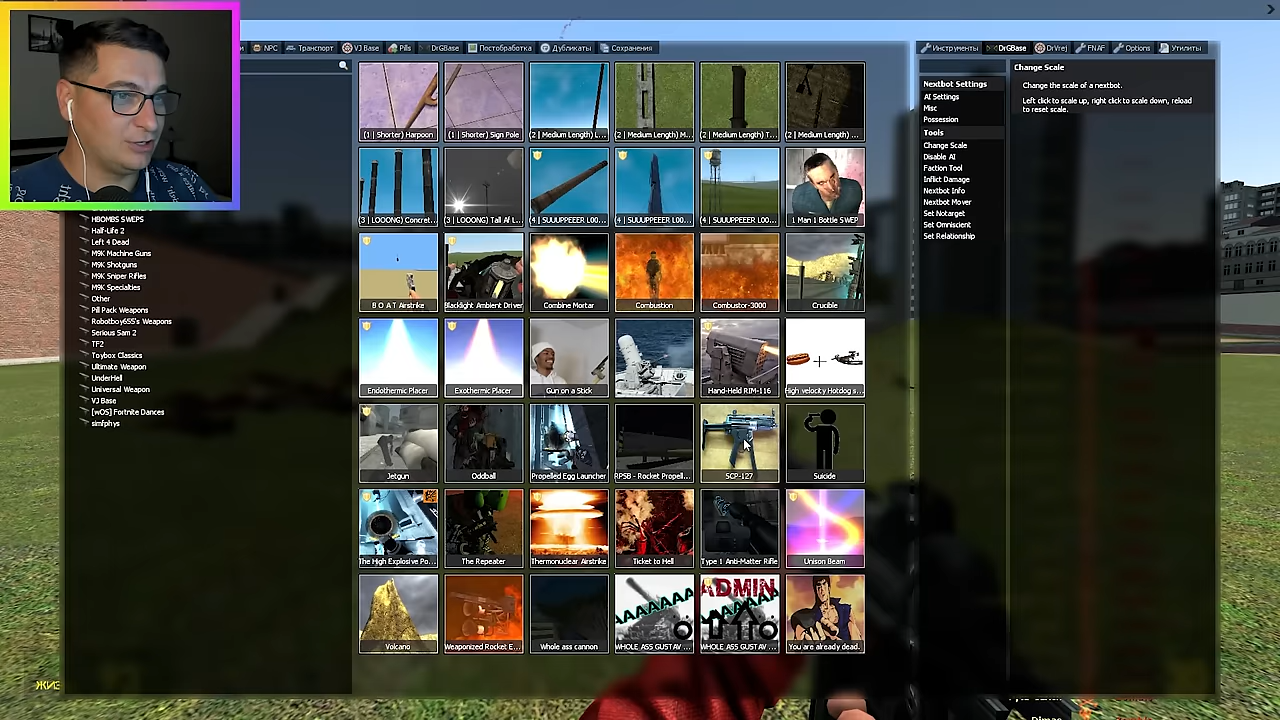 NPC Транспорт VJ Base Pills DrGBase Постобработка Дубликаты Сохранения
Инструменты DrGBase DrVrej FNAF Options Утилиты
HBOMBS SWEPS
Half-Life 2
Left 4 Dead
M9K Machine Guns
M9K Shotguns
M9K Sniper Rifles
M9K Specialties
Other
Pill Pack Weapons
Robotboy655's Weapons
Serious Sam 2
TF2
Toybox Classics
Ultimate Weapon
UnderHell
Universal Weapon
VJ Base
[wOS] Fortnite Dances
simfphys
(1 | Shorter) Harpoon
(1 | Shorter) Sign Pole
(2 | Medium Length) L...
(2 | Medium Length) M...
(2 | Medium Length) T...
(2 | Medium Length) ...
(3 | LOOONG) Concret...
(3 | LOOONG) Tall Af L...
(4 | SUUUPPEEER LOO...
(4 | SUUUPPEEER LOO...
(4 | SUUUPPEEER LOO...
1 Man 1 Bottle SWEP
B O A T Airstrike
Blacklight Ambient Driver
Combine Mortar
Combustion
Combustor-3000
Crucible
Endothermic Placer
Exothermic Placer
Gun on a Stick
Hand-Held RIM-116
High velocity Hotdog s...
Jetgun
Oddball
Propelled Egg Launcher
RPSB - Rocket Propell...
SCP-127
Suicide
The High Explosive Po...
The Repeater
Thermonuclear Airstrike
Ticket to Hell
Type 1 Anti-Matter Rifle
Unison Beam
Volcano
Weaponized Rocket E...
Whole ass cannon
AAAAAAA
WHOLE ASS GUSTAV ...
ADMIN
WHOLE ASS GUSTAV ...
You are already dead.
Nextbot Settings
AI Settings
Misc
Possession
Tools
Change Scale
Disable AI
Faction Tool
Inflict Damage
Nextbot Info
Nextbot Mover
Set Notarget
Set Omniscient
Set Relationship
Change Scale
Change the scale of a nextbot.
Left click to scale up, right click to scale down, reload
to reset scale.
Dimas